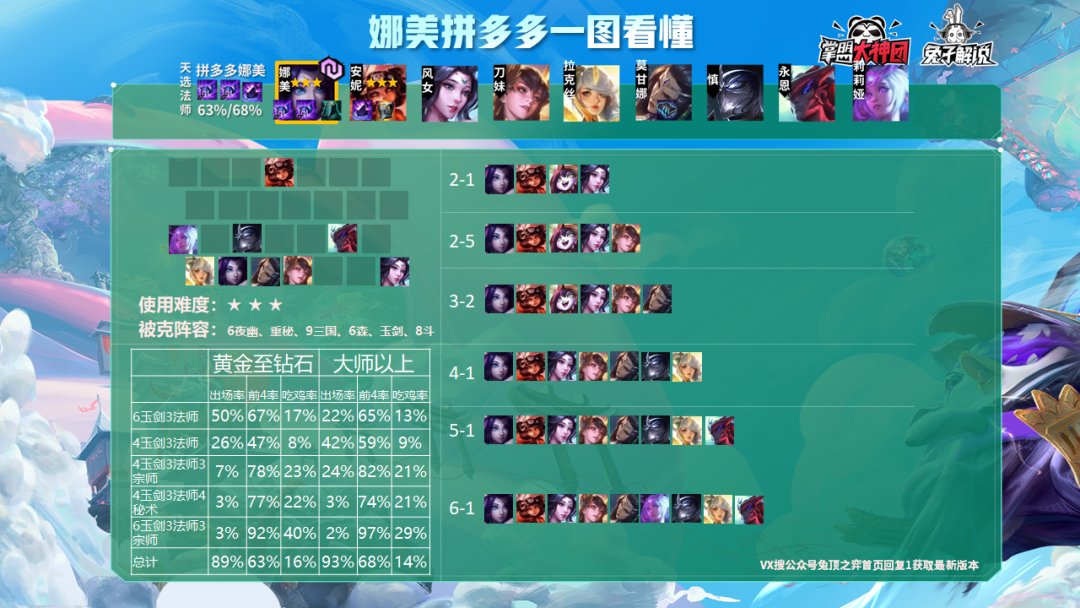 娜美拼多多一图看懂
掌盟大神团
兔子解说
天选法师
拼多多娜美
63%/68%
娜美
安妮
风女
刀妹
拉克丝
莫甘娜
慎
永恩
莉莉娅
2-1
2-5
3-2
4-1
5-1
6-1
使用难度：★ ★ ★
被克阵容：6夜幽、重秘、9三国、6森、玉剑、8斗
黄金至钻石 大师以上
出场率 前4率 吃鸡率 出场率 前4率 吃鸡率
6玉剑3法师 50% 67% 17% 22% 65% 13%
4玉剑3法师 26% 47% 8% 42% 59% 9%
4玉剑3法师3宗师 7% 78% 23% 24% 82% 21%
4玉剑3法师4秘术 3% 77% 22% 3% 74% 21%
6玉剑3法师3宗师 3% 92% 40% 2% 97% 29%
总计 89% 63% 16% 93% 68% 14%
VX搜公众号兔顶之弈首页回复1获取最新版本